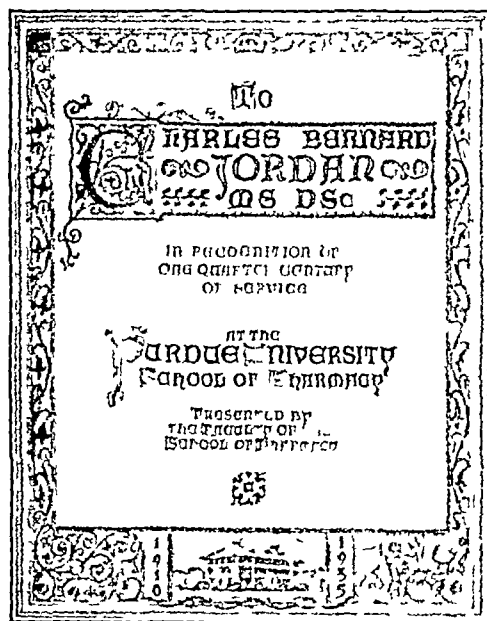 To
CHARLES BERNARD
JORDAN
MS DSc
IN RECOGNITION OF
ONE QUARTER CENTURY
OF SERVICE
AT THE
PURDUE UNIVERSITY
SCHOOL OF PHARMACY
PRESENTED BY
THE FACULTY OF
SCHOOL OF
1910
1935